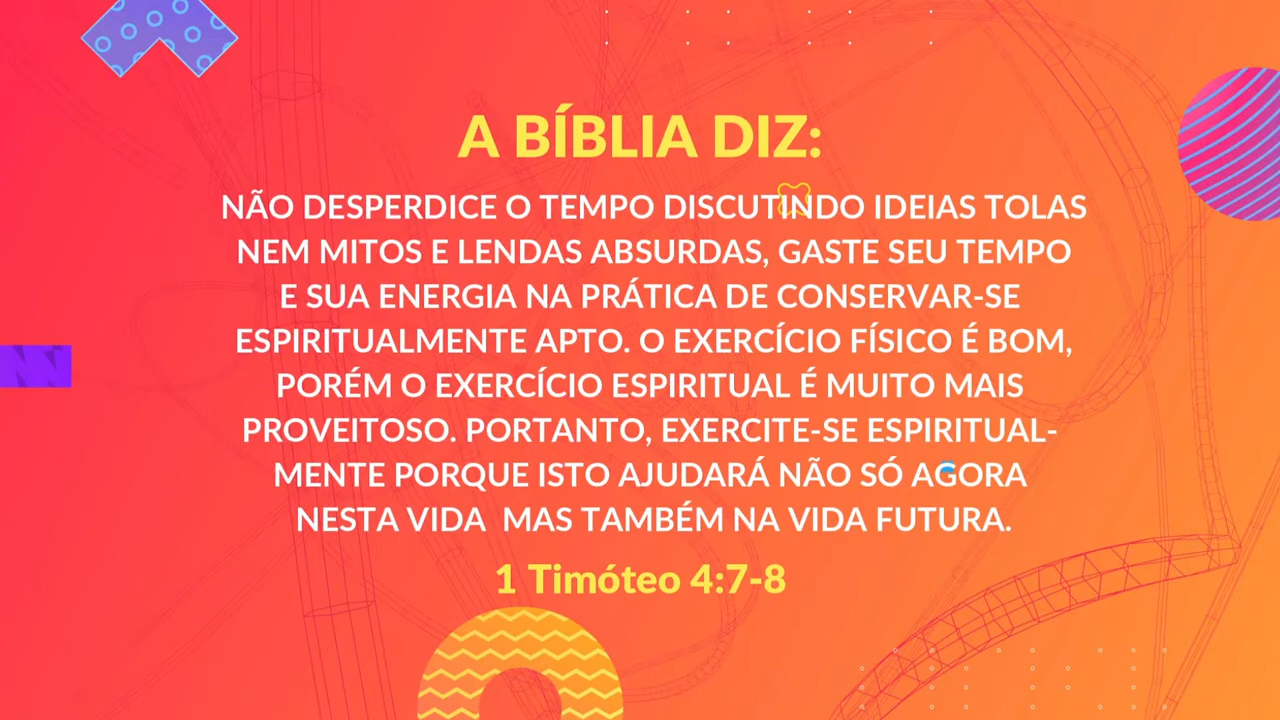 A BÍBLIA DIZ:
NÃO DESPERDICE O TEMPO DISCUTINDO IDEIAS TOLAS
NEM MITOS E LENDAS ABSURDAS, GASTE SEU TEMPO
E SUA ENERGIA NA PRÁTICA DE CONSERVAR-SE
ESPIRITUALMENTE APTO. O EXERCÍCIO FÍSICO É BOM,
PORÉM O EXERCÍCIO ESPIRITUAL É MUITO MAIS
PROVEITOSO. PORTANTO, EXERCITE-SE ESPIRITUAL-
MENTE PORQUE ISTO AJUDARÁ NÃO SÓ AGORA
NESTA VIDA  MAS TAMBÉM NA VIDA FUTURA.
1 Timóteo 4:7-8